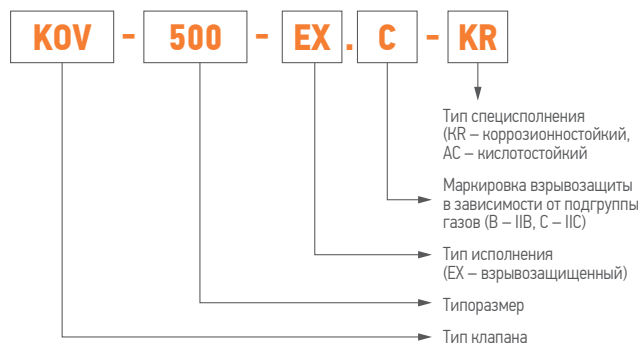 KOV - 500 - EX . C - KR
Тип специсполнения
(KR – коррозионностойкий,
AC – кислотостойкий
Маркировка взрывозащиты
в зависимости от подгруппы
газов (B – IIB, C – IIC)
Тип исполнения
(EX – взрывозащищенный)
Типоразмер
Тип клапана